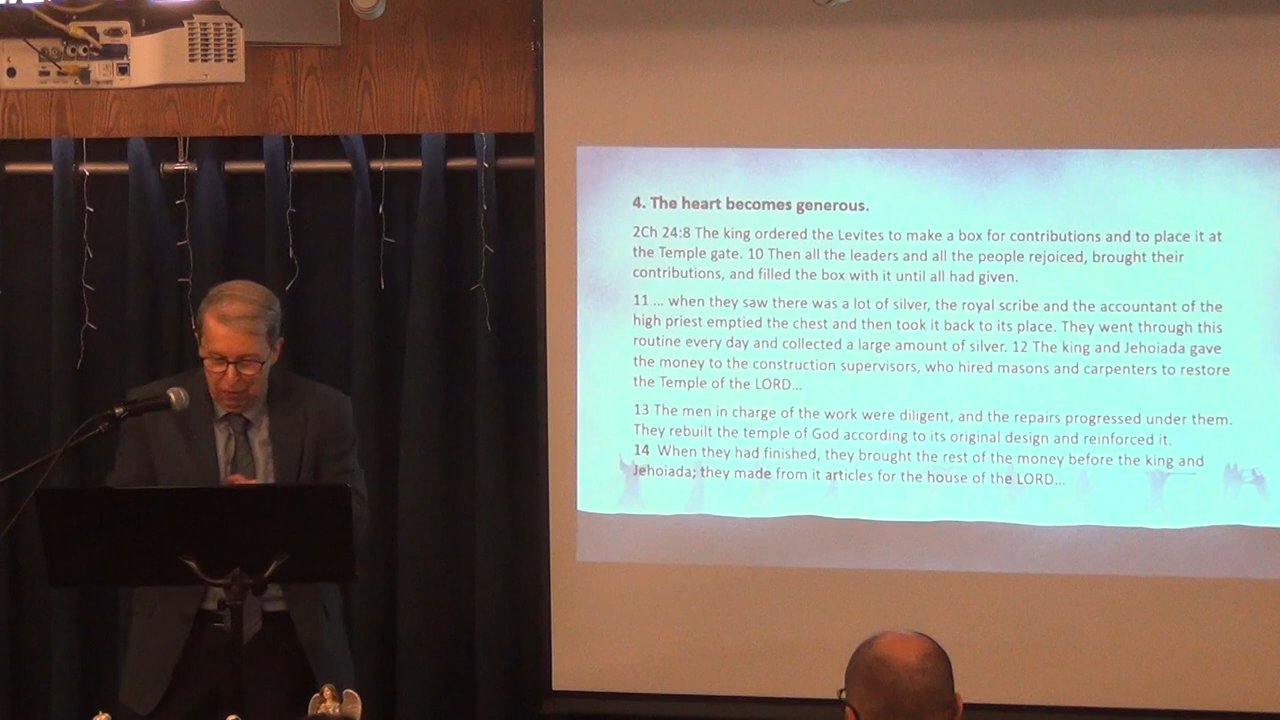 4. The heart becomes generous.
2Ch 24:8 The king ordered the Levites to make a box for contributions and to place it at
the Temple gate. 10 Then all the leaders and all the people rejoiced, brought their
contributions, and filled the box with it until all had given.
11 ... when they saw there was a lot of silver, the royal scribe and the accountant of the
high priest emptied the chest and then took it back to its place. They went through this
routine every day and collected a large amount of silver. 12 The king and Jehoiada gave
the money to the construction supervisors, who hired masons and carpenters to restore
the Temple of the LORD...
13 The men in charge of the work were diligent, and the repairs progressed under them.
They rebuilt the temple of God according to its original design and reinforced it.
14 When they had finished, they brought the rest of the money before the king and
Jehoiada; they made from it articles for the house of the LORD...